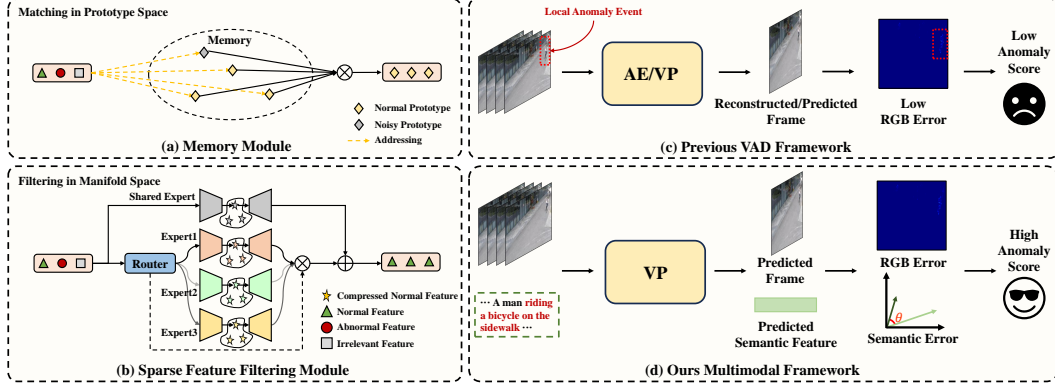 Matching in Prototype Space
Memory
Normal Prototype
Noisy Prototype
Addressing
(a) Memory Module
Filtering in Manifold Space
Shared Expert
Expert1
Router
Expert2
Expert3
Compressed Normal Feature
Normal Feature
Abnormal Feature
Irrelevant Feature
(b) Sparse Feature Filtering Module
Local Anomaly Event
AE/VP
Reconstructed/Predicted
Frame
Low
RGB Error
Low
Anomaly
Score
(c) Previous VAD Framework
··· A man riding
a bicycle on the
sidewalk ···
VP
Predicted
Frame
Predicted
Semantic Feature
RGB Error
θ
Semantic Error
High
Anomaly
Score
(d) Ours Multimodal Framework